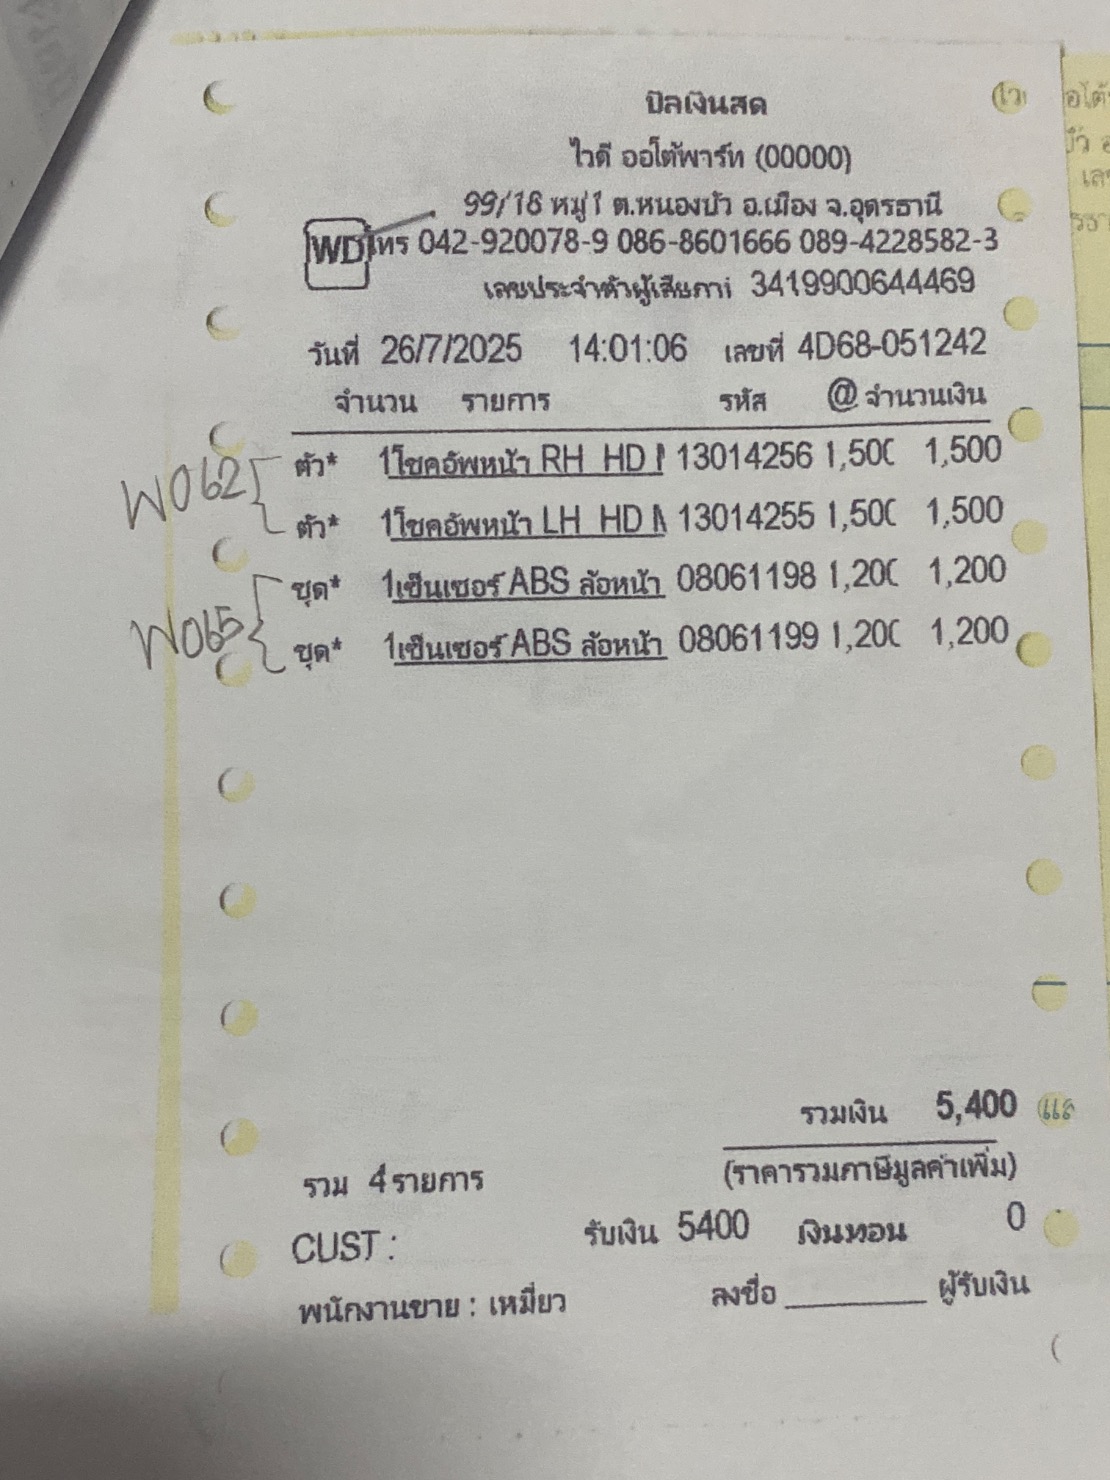 บิลเงินสด
ไวดี ออโต้พาร์ท (00000)
99/16 หมู่1 ต.หนองบัว อ.เมือง จ.อุดรธานี
WD โทร 042-920078-9 086-8601666 089-4228582-3
เลขประจำตัวผู้เสียภาษี 3419900644469
วันที่ 26/7/2025 14:01:06 เลขที่ 4D68-051242
จำนวน รายการ รหัส @ จำนวนเงิน
W062 ตัว* 1 โชคอัพหน้า RH HD 13014256 1,500 1,500
ตัว* 1 โชคอัพหน้า LH HD 13014255 1,500 1,500
W065 ชุด* 1 เซ็นเซอร์ ABS ล้อหน้า 08061198 1,200 1,200
ชุด* 1 เซ็นเซอร์ ABS ล้อหน้า 08061199 1,200 1,200
รวมเงิน 5,400
รวม 4 รายการ (ราคารวมภาษีมูลค่าเพิ่ม)
CUST : รับเงิน 5400 เงินทอน 0
พนักงานขาย : เหมี่ยว ลงชื่อ ________ ผู้รับเงิน